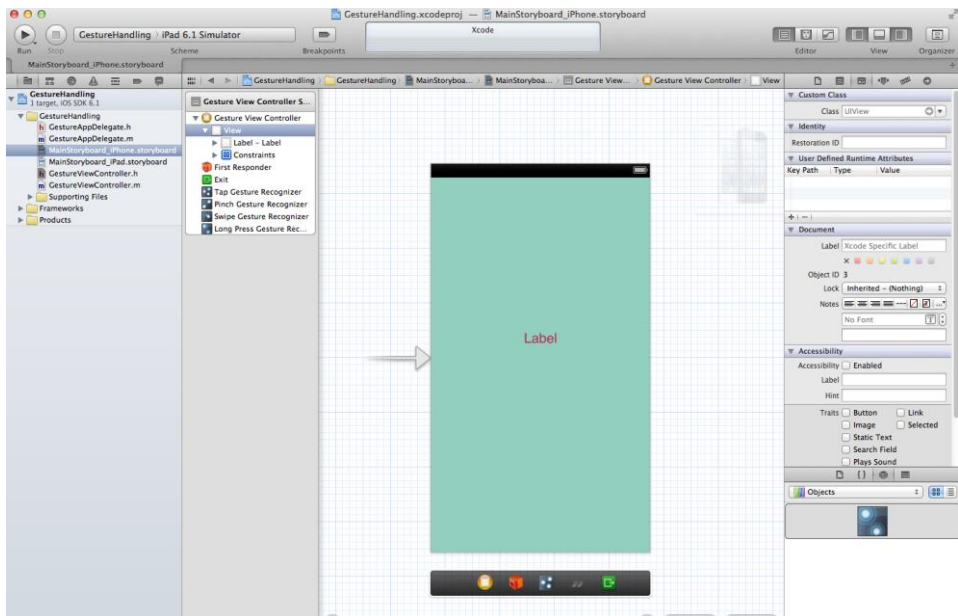 GestureHandling.xcodeproj — MainStoryboard_iPhone.storyboard
GestureHandling › iPad 6.1 Simulator
Xcode
Run Stop Scheme Breakpoints Editor View Organizer
MainStoryboard_iPhone.storyboard
GestureHandling › GestureHandling › MainStoryboa... › MainStoryboa... › Gesture View... › Gesture View Controller › View
GestureHandling
1 target, iOS SDK 6.1
GestureHandling
GestureAppDelegate.h
GestureAppDelegate.m
MainStoryboard_iPhone.storyboard
MainStoryboard_iPad.storyboard
GestureViewController.h
GestureViewController.m
Supporting Files
Frameworks
Products
Gesture View Controller S...
Gesture View Controller
View
Label – Label
Constraints
First Responder
Exit
Tap Gesture Recognizer
Pinch Gesture Recognizer
Swipe Gesture Recognizer
Long Press Gesture Rec...
Label
Custom Class
Class UIView
Identity
Restoration ID
User Defined Runtime Attributes
Key Path Type Value
Document
Label Xcode Specific Label
Object ID 3
Lock Inherited – (Nothing)
Notes
No Font
Accessibility
Accessibility Enabled
Label
Hint
Traits Button Link
Image Selected
Static Text
Search Field
Plays Sound
Objects